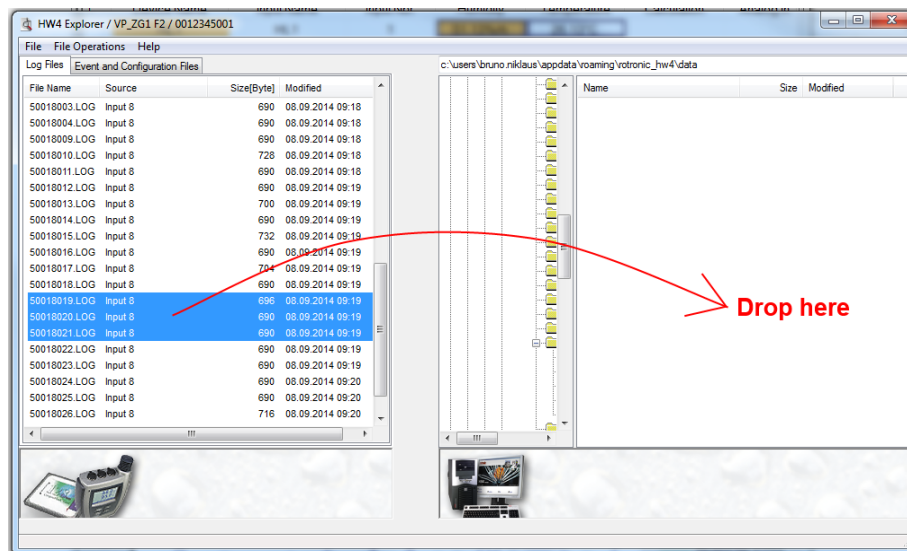 HW4 Explorer / VP_ZG1 F2 / 0012345001
File File Operations Help
Log Files Event and Configuration Files
c:\users\bruno.niklaus\appdata\roaming\rotronic_hw4\data
File Name Source Size[Byte] Modified
Name Size Modified
50018003.LOG Input 8 690 08.09.2014 09:18
50018004.LOG Input 8 690 08.09.2014 09:18
50018009.LOG Input 8 690 08.09.2014 09:18
50018010.LOG Input 8 728 08.09.2014 09:18
50018011.LOG Input 8 690 08.09.2014 09:18
50018012.LOG Input 8 690 08.09.2014 09:19
50018013.LOG Input 8 700 08.09.2014 09:19
50018014.LOG Input 8 690 08.09.2014 09:19
50018015.LOG Input 8 732 08.09.2014 09:19
50018016.LOG Input 8 690 08.09.2014 09:19
50018017.LOG Input 8 704 08.09.2014 09:19
50018018.LOG Input 8 690 08.09.2014 09:19
50018019.LOG Input 8 696 08.09.2014 09:19
50018020.LOG Input 8 690 08.09.2014 09:19
50018021.LOG Input 8 690 08.09.2014 09:19
50018022.LOG Input 8 690 08.09.2014 09:19
50018023.LOG Input 8 690 08.09.2014 09:19
50018024.LOG Input 8 690 08.09.2014 09:20
50018025.LOG Input 8 690 08.09.2014 09:20
50018026.LOG Input 8 716 08.09.2014 09:20
Drop here